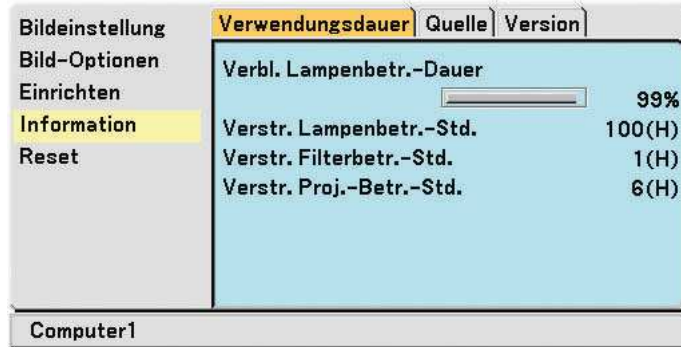 Bildeinstellung
Bild-Optionen
Einrichten
Information
Reset
Verwendungsdauer Quelle Version
Verbl. Lampenbetr.-Dauer
99%
Verstr. Lampenbetr.-Std. 100(H)
Verstr. Filterbetr.-Std. 1(H)
Verstr. Proj.-Betr.-Std. 6(H)
Computer1